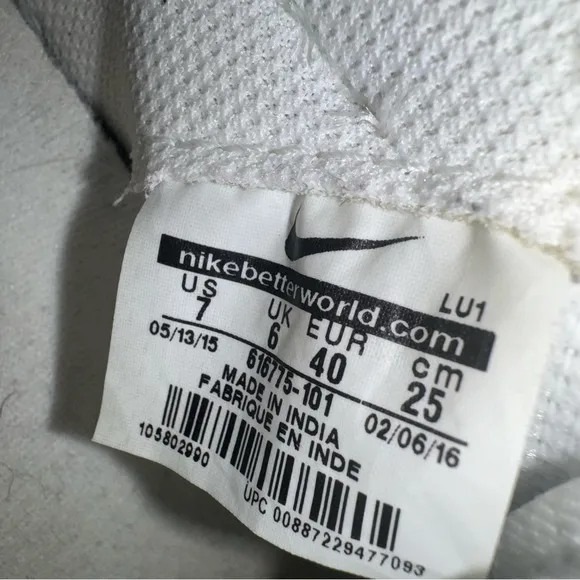 nikebetterworld.com LU1
US UK EUR cm
7 6 40 25
05/13/15 616775-101 02/06/16
MADE IN INDIA
FABRIQUE EN INDE
105802990
UPC 00887229477093